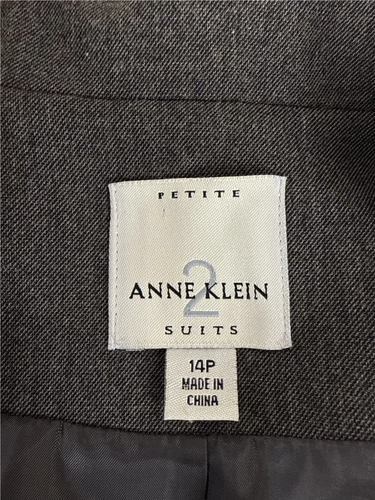 PETITE
2
ANNE KLEIN
SUITS
14P
MADE IN
CHINA